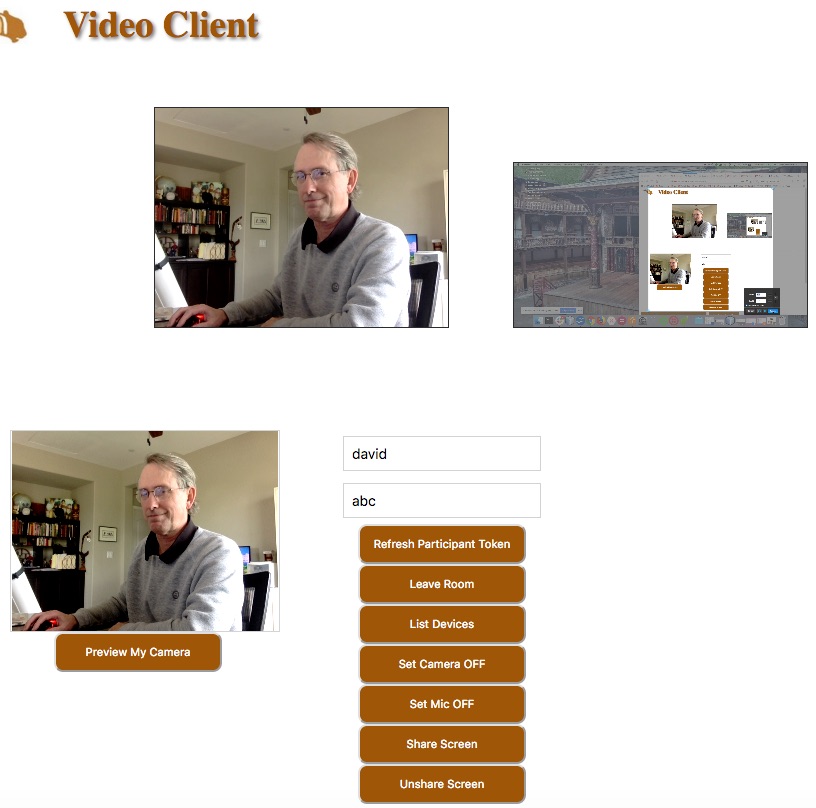 Video Client
Video Client
david
abc
Refresh Participant Token
Leave Room
List Devices
Set Camera OFF
Set Mic OFF
Share Screen
Unshare Screen
Preview My Camera